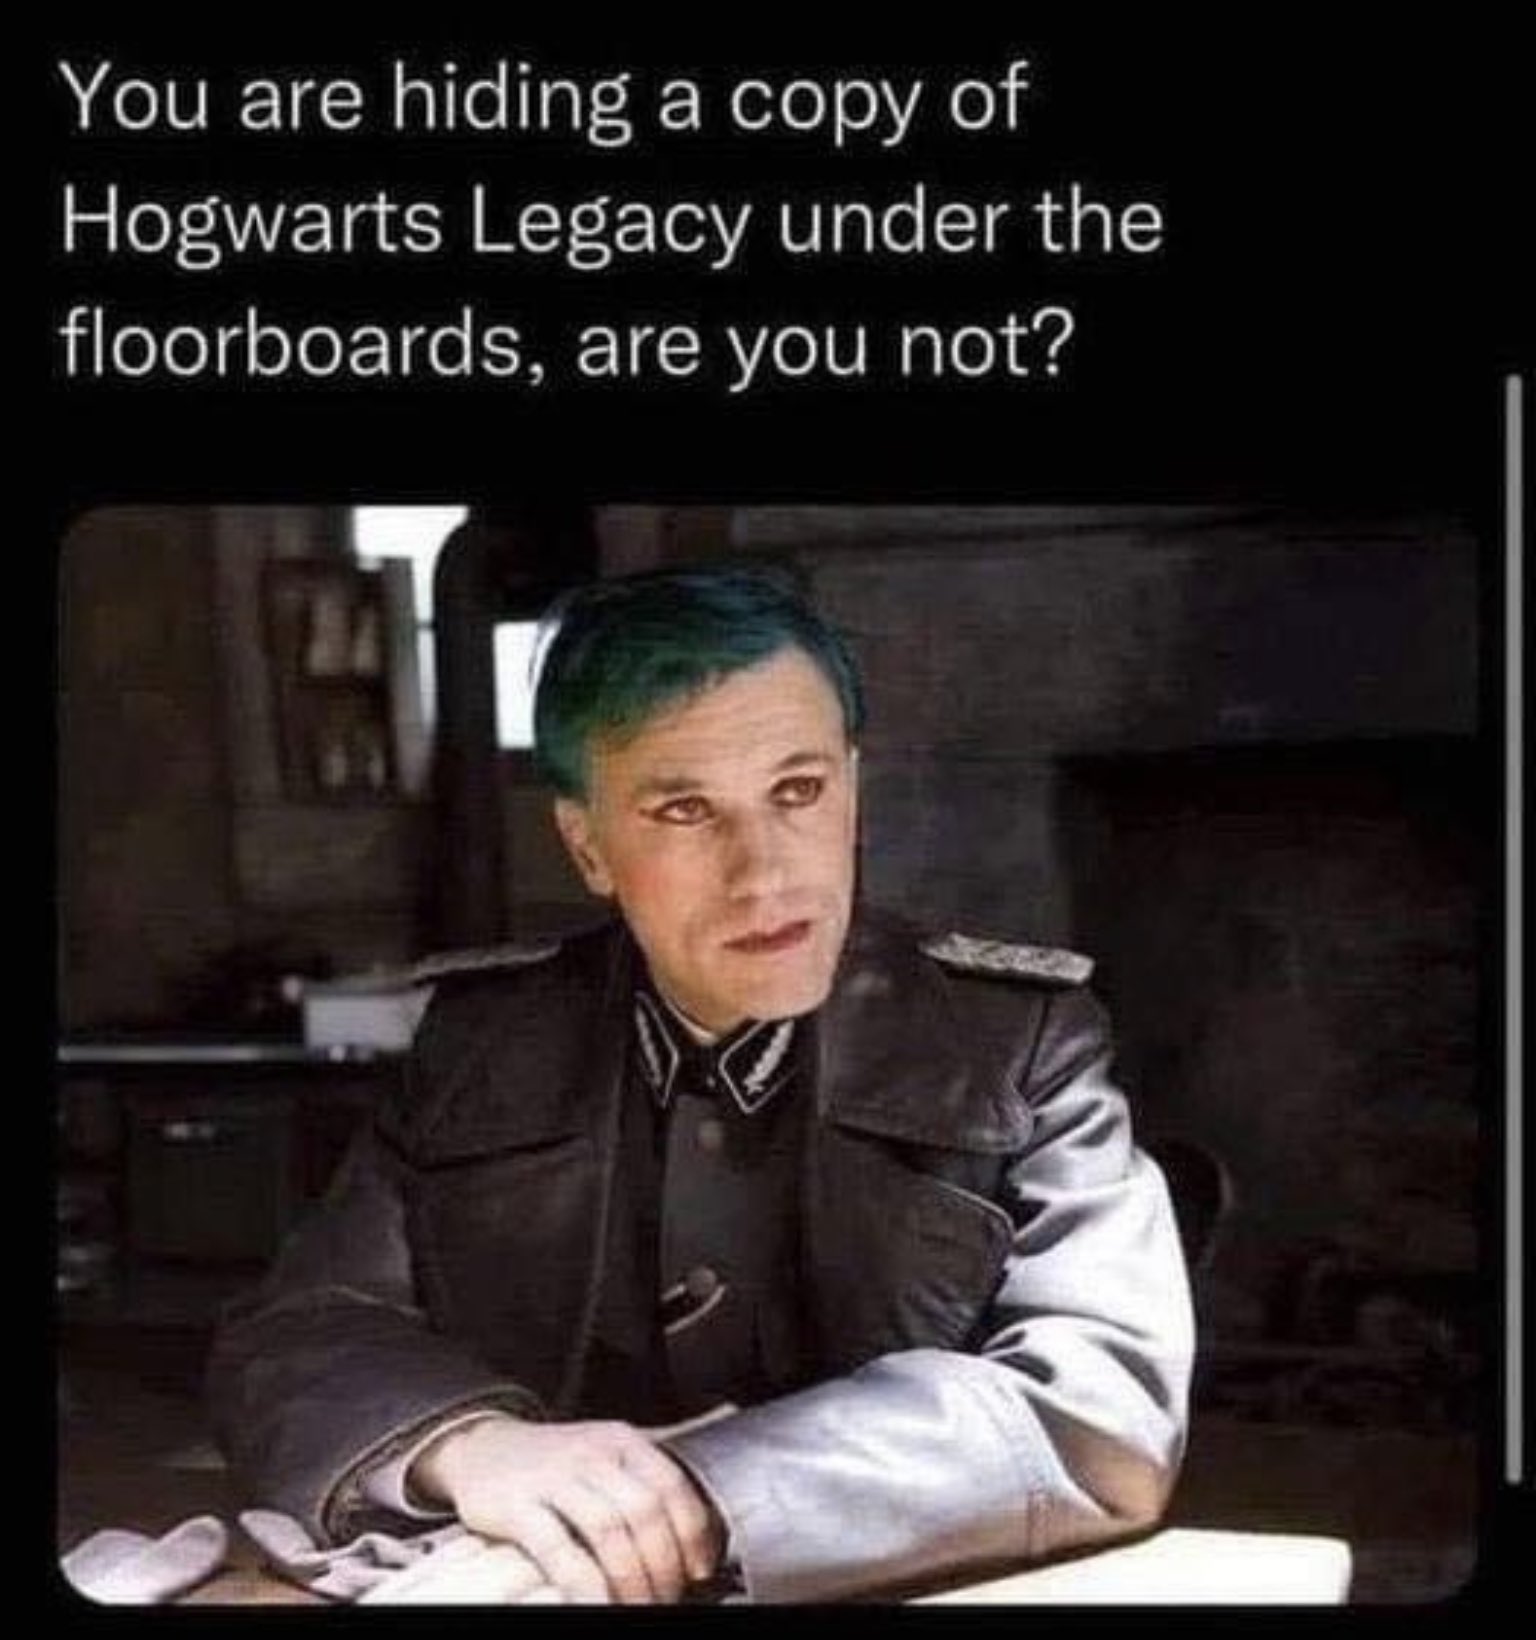 You are hiding a copy of
Hogwarts Legacy under the
floorboards, are you not?